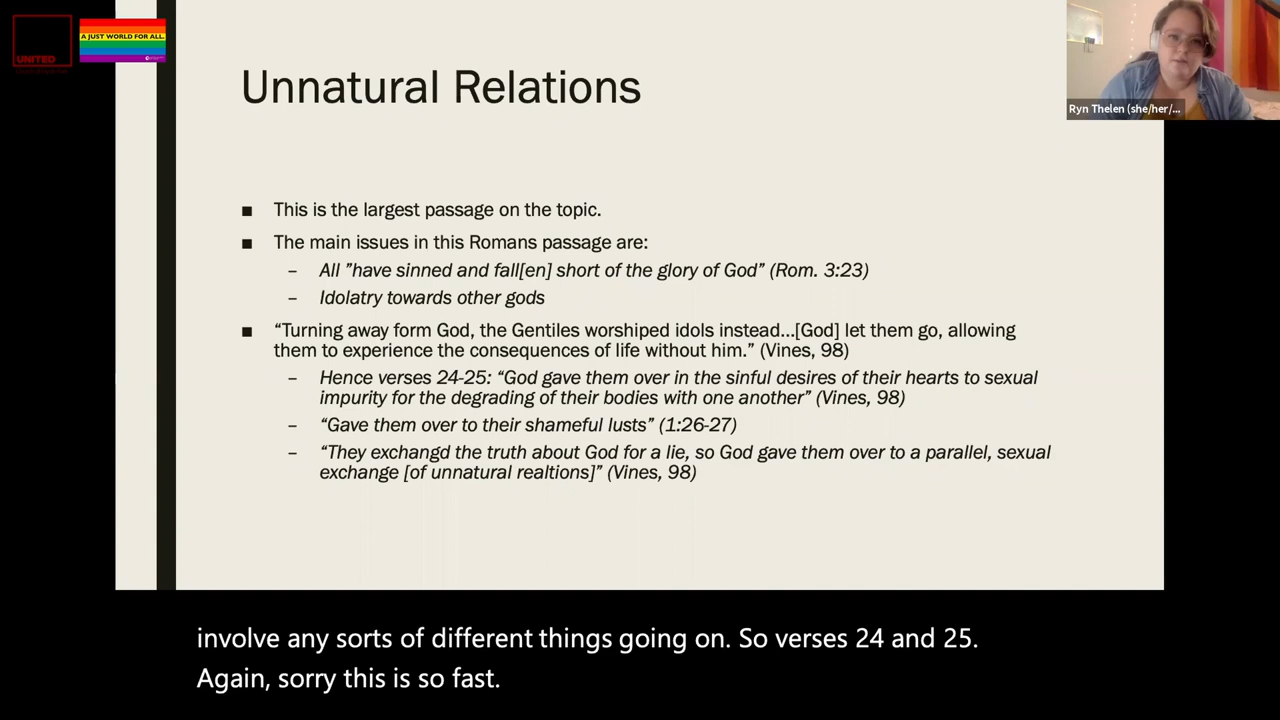 UNITED
A JUST WORLD FOR ALL.
Ryn Thelen (she/her/...
Unnatural Relations
■ This is the largest passage on the topic.
■ The main issues in this Romans passage are:
– All ”have sinned and fall[en] short of the glory of God” (Rom. 3:23)
– Idolatry towards other gods
■ “Turning away form God, the Gentiles worshiped idols instead...[God] let them go, allowing
them to experience the consequences of life without him.” (Vines, 98)
– Hence verses 24-25: “God gave them over in the sinful desires of their hearts to sexual
impurity for the degrading of their bodies with one another” (Vines, 98)
– “Gave them over to their shameful lusts” (1:26-27)
– “They exchangd the truth about God for a lie, so God gave them over to a parallel, sexual
exchange [of unnatural realtions]” (Vines, 98)
involve any sorts of different things going on. So verses 24 and 25.
Again, sorry this is so fast.